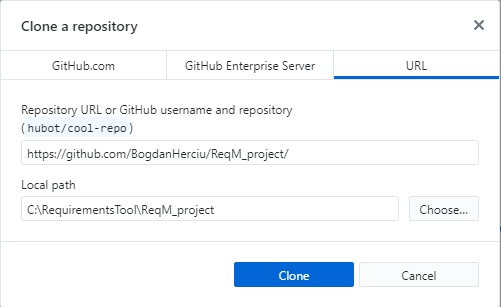 Clone a repository
GitHub.com
GitHub Enterprise Server
URL
Repository URL or GitHub username and repository
(hubot/cool-repo)
https://github.com/BogdanHerciu/ReqM_project/
Local path
C:\RequirementsTool\ReqM_project
Choose...
Clone
Cancel